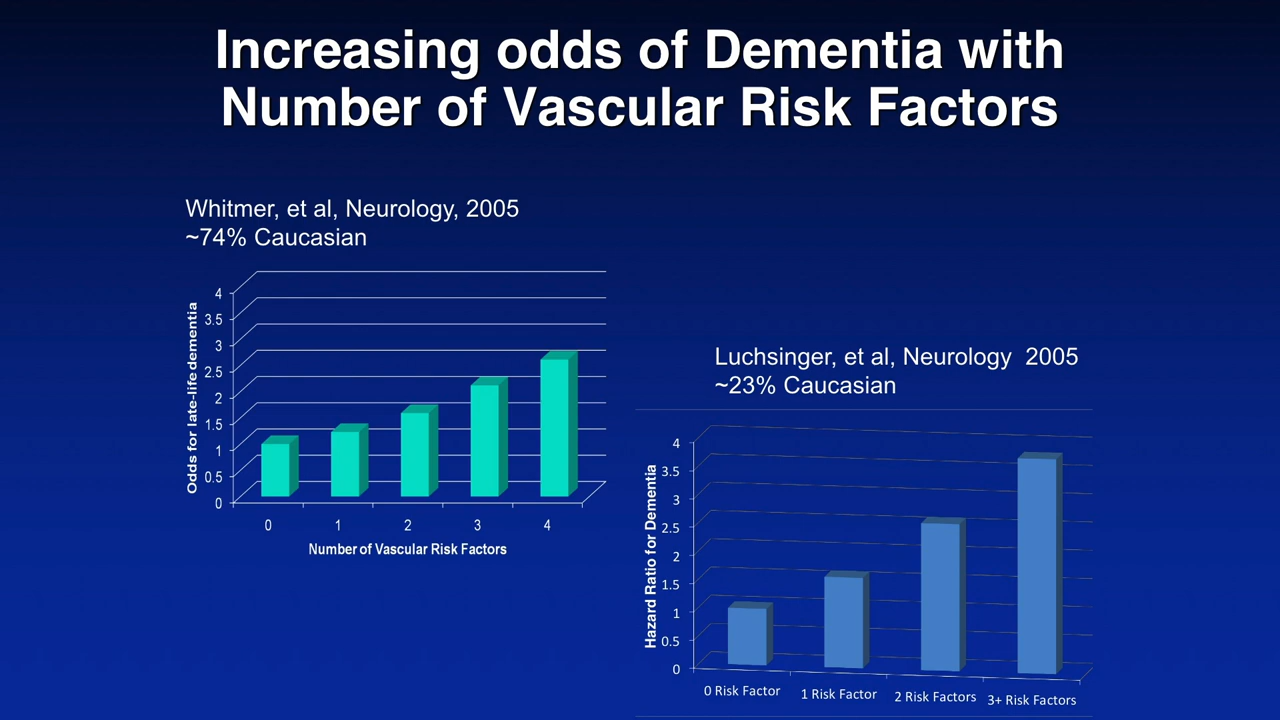 Increasing odds of Dementia with
Number of Vascular Risk Factors
Whitmer, et al, Neurology, 2005
~74% Caucasian
Odds for late-life dementia
4
3.5
3
2.5
2
1.5
1
0.5
0
0 1 2 3 4
Number of Vascular Risk Factors
Luchsinger, et al, Neurology  2005
~23% Caucasian
Hazard Ratio for Dementia
4
3.5
3
2.5
2
1.5
1
0.5
0
0 Risk Factor 1 Risk Factor 2 Risk Factors 3+ Risk Factors